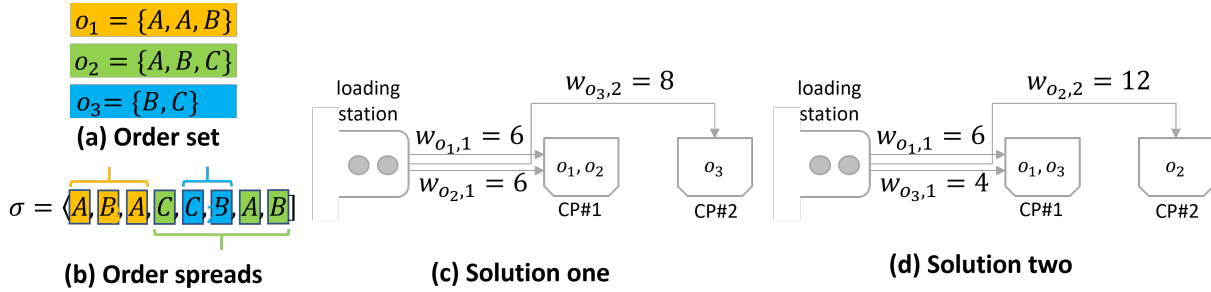 o₁ = {A, A, B}
o₂ = {A, B, C}
o₃= {B, C}
(a) Order set
σ = ⟨A, B, A, C, C, B, A, B]
(b) Order spreads
loading
station
w_{o₃,2} = 8
w_{o₁,1} = 6
w_{o₂,1} = 6
o₁, o₂
o₃
CP#1
CP#2
(c) Solution one
loading
station
w_{o₂,2} = 12
w_{o₁,1} = 6
w_{o₃,1} = 4
o₁, o₃
o₂
CP#1
CP#2
(d) Solution two